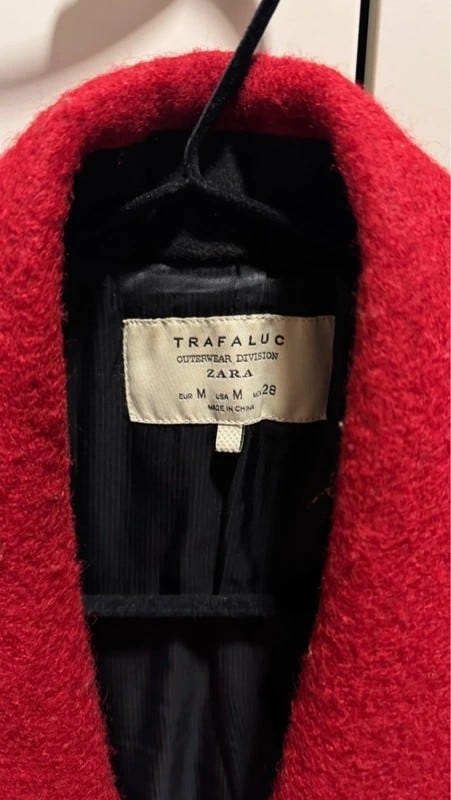 TRAFALUC
OUTERWEAR DIVISION
ZARA
EUR M USA M MEX 28
MADE IN CHINA